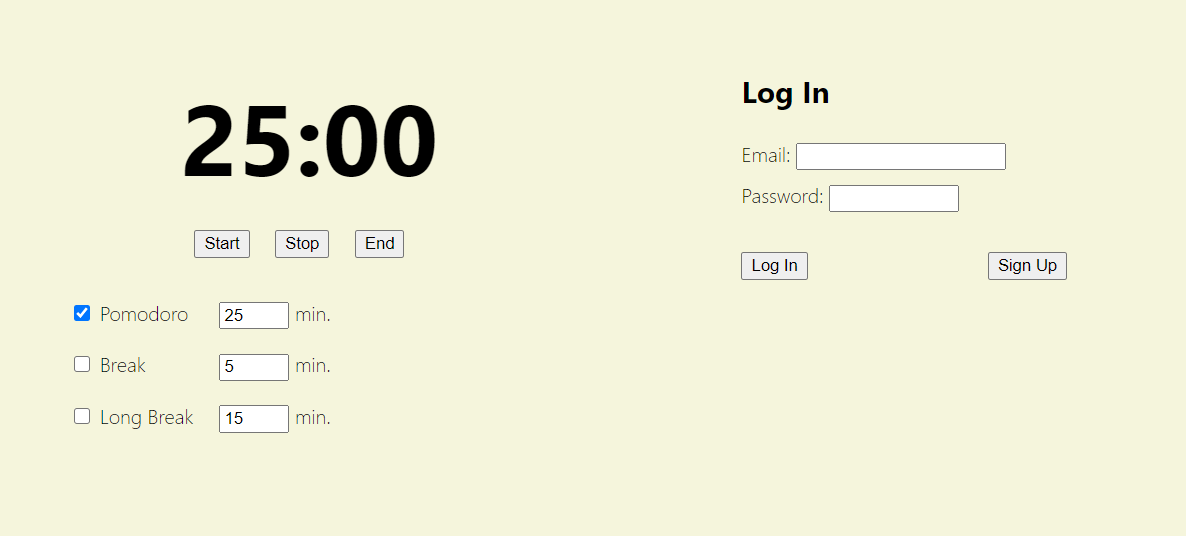 25:00
Start Stop End
Pomodoro 25 min.
Break 5 min.
Long Break 15 min.
Log In
Email:
Password:
Log In Sign Up